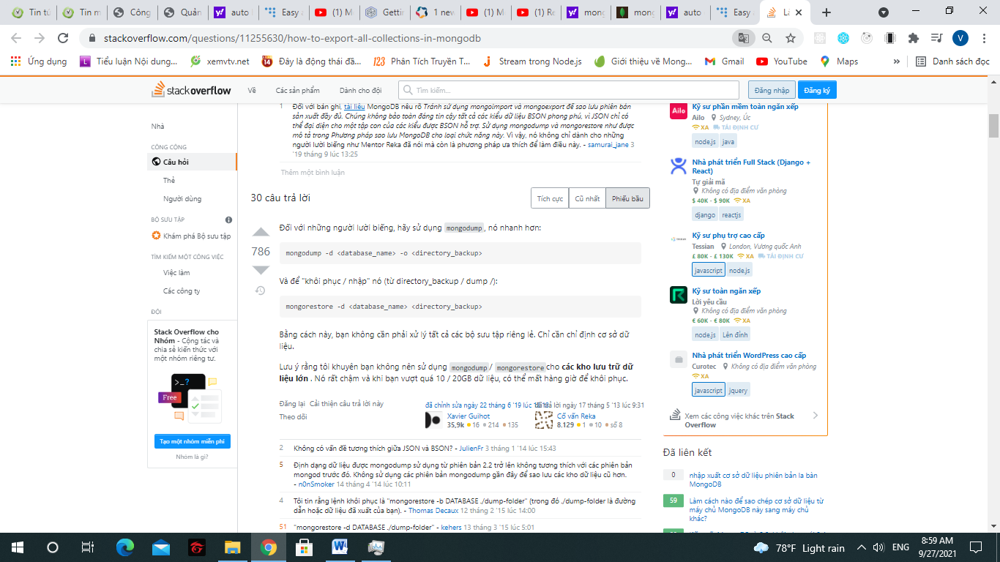 Tin tú
Tin m
Công
Quản
auto
Easy a
(1) M
Gettin
1 new
(1) M
(1) Re
mong
mong
auto
Easy
La
stackoverflow.com/questions/11255630/how-to-export-all-collections-in-mongodb
V
Ứng dụng
Tiểu luận Nội dung...
xemvtv.net
Đây là động thái đầ...
Phân Tích Truyền T...
Stream trong Node.js
Giới thiệu về Mong...
Gmail
YouTube
Maps
»
Danh sách đọc
stackoverflow
Về
Các sản phẩm
Dành cho đội
Tìm kiếm...
Đăng nhập
Đăng ký
Nhà
CÔNG CỘNG
Câu hỏi
Thẻ
Người dùng
BỘ SƯU TẬP
Khám phá Bộ sưu tập
TÌM KIẾM MỘT CÔNG VIỆC
Việc làm
Các công ty
ĐỘI
Stack Overflow cho
Nhóm - Cộng tác và
chia sẻ kiến thức với
một nhóm riêng tư.
>_?
Free
Tạo một nhóm miễn phí
Nhóm là gì?
1 Đối với bản ghi, tài liệu MongoDB nêu rõ Tránh sử dụng mongoimport và mongoexport để sao lưu phiên bản
sản xuất đầy đủ. Chúng không bảo toàn đáng tin cậy tất cả các kiểu dữ liệu BSON phong phú, vì JSON chỉ có
thể đại diện cho một tập con của các kiểu được BSON hỗ trợ. Sử dụng mongodump và mongorestore như được
mô tả trong Phương pháp sao lưu MongoDB cho loại chức năng này. Vì vậy, nó không chỉ dành cho những
người lười biếng như Mentor Reka đã nói mà còn là phương pháp ưa thích để làm điều này. - samurai_jane 3
'19 tháng 9 lúc 13:25
Thêm một bình luận
30 câu trả lời
Tích cực
Cũ nhất
Phiếu bầu
786
Đối với những người lười biếng, hãy sử dụng mongodump, nó nhanh hơn:
mongodump -d <database_name> -o <directory_backup>
Và để "khôi phục / nhập" nó (từ directory_backup / dump /):
mongorestore -d <database_name> <directory_backup>
Bằng cách này, bạn không cần phải xử lý tất cả các bộ sưu tập riêng lẻ. Chỉ cần chỉ định cơ sở dữ
liệu.
Lưu ý rằng tôi khuyên bạn không nên sử dụng mongodump / mongorestore cho các kho lưu trữ dữ
liệu lớn . Nó rất chậm và khi bạn vượt quá 10 / 20GB dữ liệu, có thể mất hàng giờ để khôi phục.
Đăng lại Cải thiện câu trả lời này
Theo dõi
đã chỉnh sửa ngày 22 tháng 6 '19 lúc
Xavier Guihot
35,9k 16 214 135
trả lời ngày 17 tháng 5 '13 lúc 9:31
Cố vấn Reka
8.129 1 10 số 8
2 Không có vấn đề tương thích giữa JSON và BSON? - JulienFr 3 tháng 1 '14 lúc 15:43
5 Định dạng dữ liệu được mongodump sử dụng từ phiên bản 2.2 trở lên không tương thích với các phiên bản
mongod trước đó. Không sử dụng các phiên bản mongodump gần đây để sao lưu các kho dữ liệu cũ hơn.
- n0nSmoker 14 tháng 4 '14 lúc 10:11
4 Tôi tin rằng lệnh khôi phục là "mongorestore -b DATABASE ./dump-folder" (trong đó ./dump-folder là đường
dẫn hoặc dữ liệu đã xuất của bạn). - Thomas Decaux 12 tháng 2 '15 lúc 14:00
51 "mongorestore -d DATABASE ./dump-folder" - kehers 13 tháng 3 '15 lúc 5:01
Kỹ sư phần mềm toàn ngăn xếp
Ailo
Ailo Sydney, Úc
XA TÁI ĐỊNH CƯ
node.js java
Nhà phát triển Full Stack (Django +
React)
Tự giải mã
Không có địa điểm văn phòng
$ 40K - $ 90K XA
django reactjs
Kỹ sư phụ trợ cao cấp
Tessian London, Vương quốc Anh
£ 80K - £ 130K XA TÁI ĐỊNH CƯ
javascript node.js
Kỹ sư toàn ngăn xếp
Lời yêu cầu
Không có địa điểm văn phòng
€ 60K - € 80K XA
node.js Lên đỉnh
Nhà phát triển WordPress cao cấp
Curotec Không có địa điểm văn phòng
XA
javascript jquery
Xem các công việc khác trên Stack
Overflow
Đã liên kết
0 nhập xuất cơ sở dữ liệu phiên bản la bàn
MongoDB
59 Làm cách nào để sao chép cơ sở dữ liệu từ
máy chủ MongoDB này sang máy chủ
khác?
78°F Light rain
ENG
8:59 AM
9/27/2021